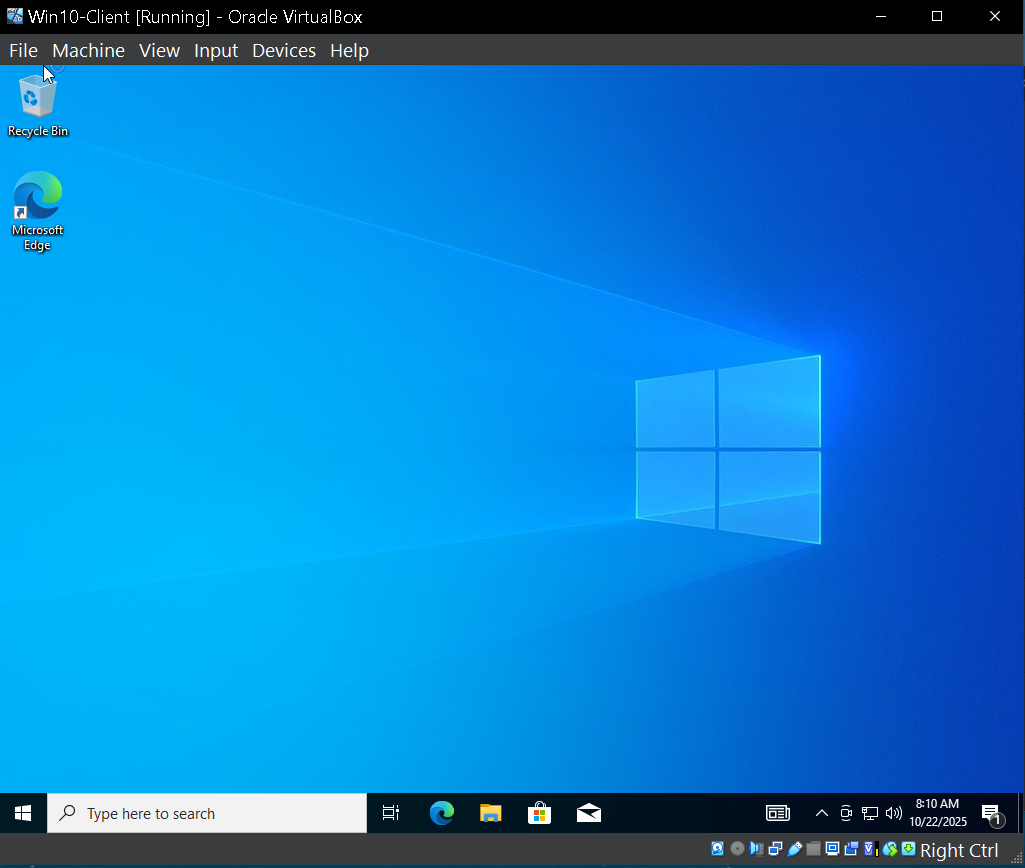 Win10-Client [Running] - Oracle VirtualBox
File Machine View Input Devices Help
Recycle Bin
Microsoft
Edge
Type here to search
8:10 AM
10/22/2025
1
Right Ctrl